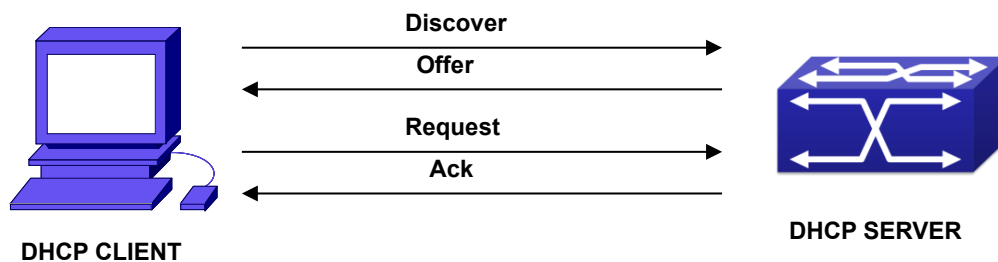 Discover
Offer
Request
Ack
DHCP CLIENT
DHCP SERVER